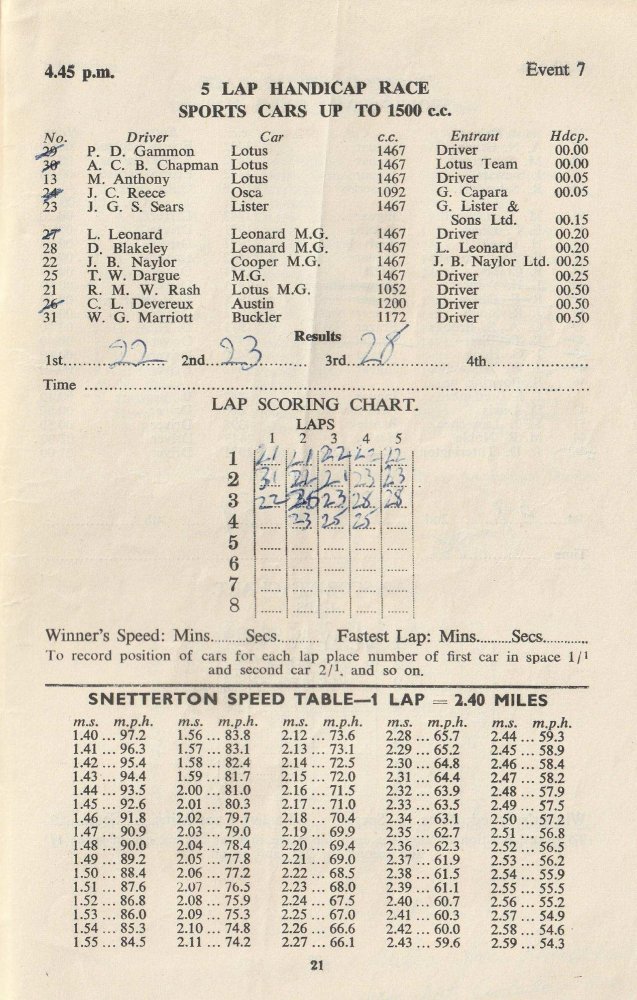 4.45 p.m. Event 7
5 LAP HANDICAP RACE
SPORTS CARS UP TO 1500 c.c.
No. Driver Car c.c. Entrant Hdcp.
29 P. D. Gammon Lotus 1467 Driver 00.00
30 A. C. B. Chapman Lotus 1467 Lotus Team 00.00
13 M. Anthony Lotus 1467 Driver 00.05
24 J. C. Reece Osca 1092 G. Capara 00.05
23 J. G. S. Sears Lister 1467 G. Lister &
Sons Ltd. 00.15
27 L. Leonard Leonard M.G. 1467 Driver 00.20
28 D. Blakeley Leonard M.G. 1467 L. Leonard 00.20
22 J. B. Naylor Cooper M.G. 1467 J. B. Naylor Ltd. 00.25
25 T. W. Dargue M.G. 1467 Driver 00.25
21 R. M. W. Rash Lotus M.G. 1052 Driver 00.50
26 C. L. Devereux Austin 1200 Driver 00.50
31 W. G. Marriott Buckler 1172 Driver 00.50
Results
1st. 22 2nd. 23 3rd. 28 4th.
Time
LAP SCORING CHART.
LAPS
1 2 3 4 5
1 21 21 22 22 22
2 31 22 21 23 23
3 22 23 28 28
4 23 25 25
5
6
7
8
Winner's Speed: Mins.........Secs........... Fastest Lap: Mins.........Secs...........
To record position of cars for each lap place number of first car in space 1/1
and second car 2/1, and so on.
SNETTERTON SPEED TABLE—1 LAP = 2.40 MILES
m.s. m.p.h. m.s. m.p.h. m.s. m.p.h. m.s. m.p.h. m.s. m.p.h.
1.40 ... 97.2 1.56 ... 83.8 2.12 ... 73.6 2.28 ... 65.7 2.44 ... 59.3
1.41 ... 96.3 1.57 ... 83.1 2.13 ... 73.1 2.29 ... 65.2 2.45 ... 58.9
1.42 ... 95.4 1.58 ... 82.4 2.14 ... 72.5 2.30 ... 64.8 2.46 ... 58.4
1.43 ... 94.4 1.59 ... 81.7 2.15 ... 72.0 2.31 ... 64.4 2.47 ... 58.2
1.44 ... 93.5 2.00 ... 81.0 2.16 ... 71.5 2.32 ... 63.9 2.48 ... 57.9
1.45 ... 92.6 2.01 ... 80.3 2.17 ... 71.0 2.33 ... 63.5 2.49 ... 57.5
1.46 ... 91.8 2.02 ... 79.7 2.18 ... 70.4 2.34 ... 63.1 2.50 ... 57.2
1.47 ... 90.9 2.03 ... 79.0 2.19 ... 69.9 2.35 ... 62.7 2.51 ... 56.8
1.48 ... 90.0 2.04 ... 78.4 2.20 ... 69.4 2.36 ... 62.3 2.52 ... 56.5
1.49 ... 89.2 2.05 ... 77.8 2.21 ... 69.0 2.37 ... 61.9 2.53 ... 56.2
1.50 ... 88.4 2.06 ... 77.2 2.22 ... 68.5 2.38 ... 61.5 2.54 ... 55.9
1.51 ... 87.6 2.07 ... 76.5 2.23 ... 68.0 2.39 ... 61.1 2.55 ... 55.5
1.52 ... 86.8 2.08 ... 75.9 2.24 ... 67.5 2.40 ... 60.7 2.56 ... 55.2
1.53 ... 86.0 2.09 ... 75.3 2.25 ... 67.0 2.41 ... 60.3 2.57 ... 54.9
1.54 ... 85.3 2.10 ... 74.8 2.26 ... 66.6 2.42 ... 60.0 2.58 ... 54.6
1.55 ... 84.5 2.11 ... 74.2 2.27 ... 66.1 2.43 ... 59.6 2.59 ... 54.3
21